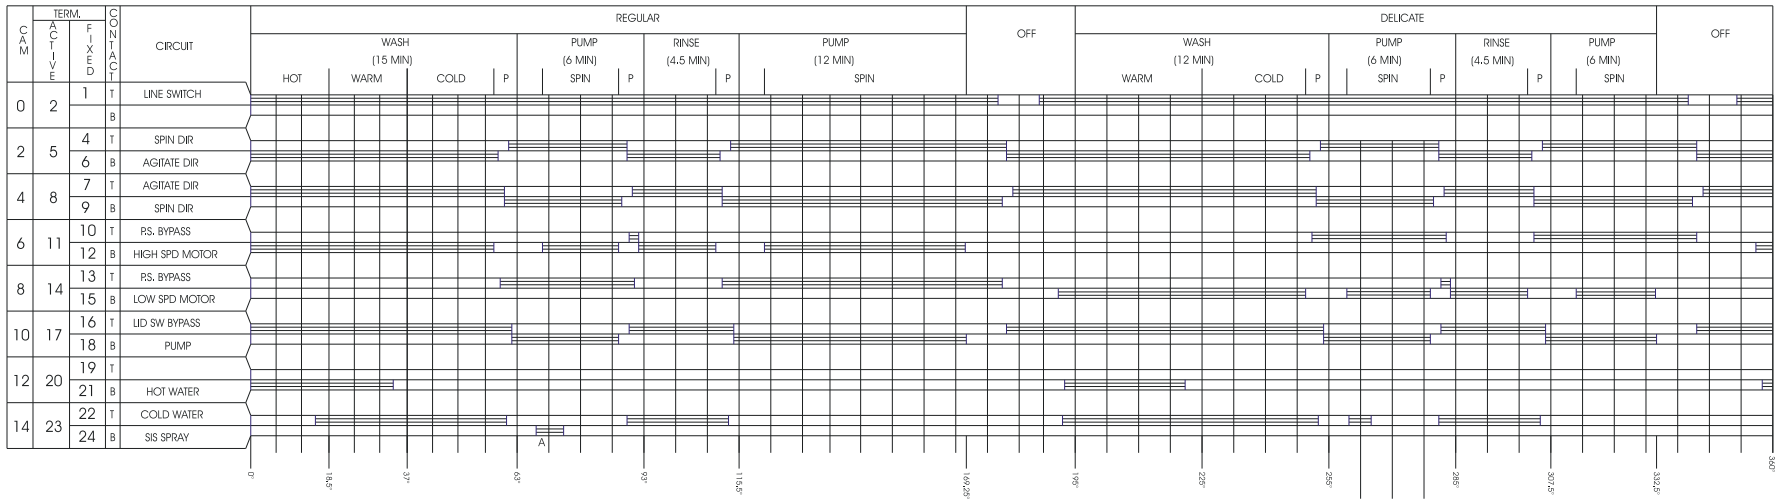 REGULAR
DELICATE
CAM
TERM.
ACTIVE
FIXED
CONTACT
CIRCUIT
OFF
OFF
WASH
(15 MIN)
PUMP
(6 MIN)
RINSE
(4.5 MIN)
PUMP
(12 MIN)
WASH
(12 MIN)
PUMP
(6 MIN)
RINSE
(4.5 MIN)
PUMP
(6 MIN)
HOT WARM COLD P SPIN P P SPIN WARM COLD P SPIN P P SPIN
0 2 1 T LINE SWITCH
B
2 5 4 T SPIN DIR
6 B AGITATE DIR
4 8 7 T AGITATE DIR
9 B SPIN DIR
6 11 10 T P.S. BYPASS
12 B HIGH SPD MOTOR
8 14 13 T P.S. BYPASS
15 B LOW SPD MOTOR
10 17 16 T LID SW BYPASS
18 B PUMP
12 20 19 T
21 B HOT WATER
14 23 22 T COLD WATER
24 B SIS SPRAY
A
0° 18.5° 37° 63° 93° 115.5° 169.25° 195° 225° 255° 285° 307.5° 332.5° 360°